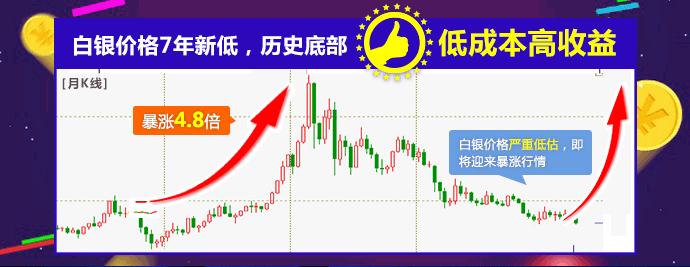 白银价格7年新低，历史底部
低成本高收益
[月K线]
暴涨4.8倍
白银价格严重低估，即
将迎来暴涨行情